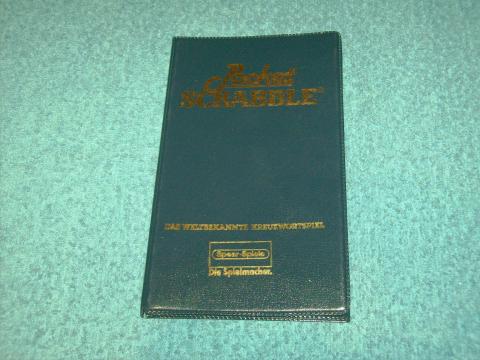 Pocket
SCRABBLE®
DAS WELTBEKANNTE KREUZWORTSPIEL
Spear-Spiele
Die Spielmacher.